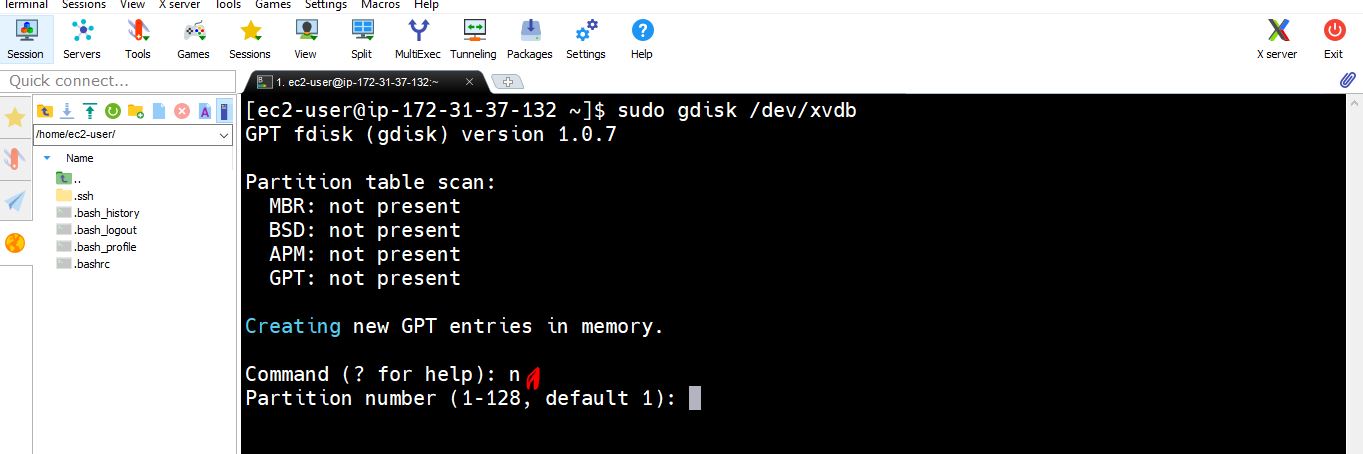 Terminal Sessions View X server Tools Games Settings Macros Help
Session Servers Tools Games Sessions View Split MultiExec Tunneling Packages Settings Help X server Exit
Quick connect...
1. ec2-user@ip-172-31-37-132:~
/home/ec2-user/
Name
..
.ssh
.bash_history
.bash_logout
.bash_profile
.bashrc
[ec2-user@ip-172-31-37-132 ~]$ sudo gdisk /dev/xvdb
GPT fdisk (gdisk) version 1.0.7
Partition table scan:
MBR: not present
BSD: not present
APM: not present
GPT: not present
Creating new GPT entries in memory.
Command (? for help): n
Partition number (1-128, default 1):